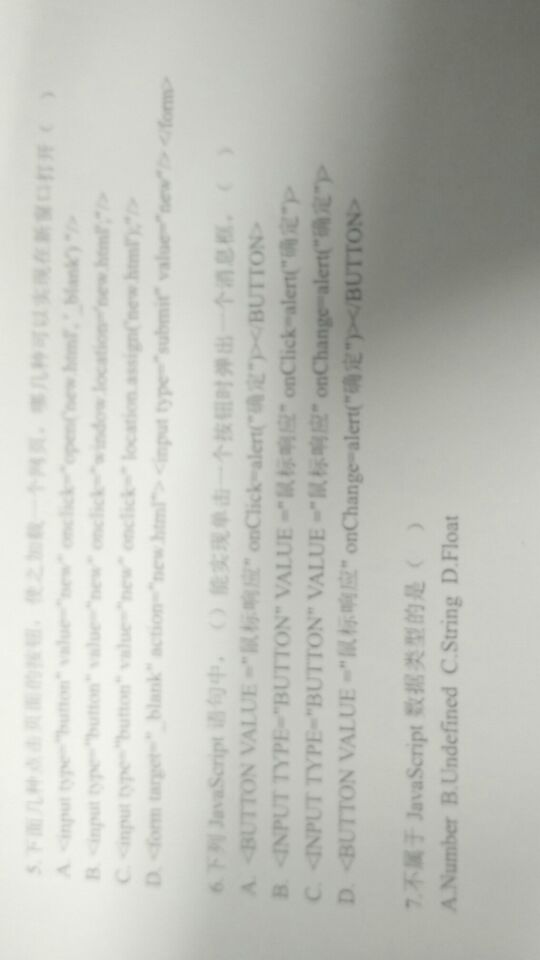 5.下面几种点击页面的按钮，使之加载一个网页，哪几种可以实现在新窗口打开（ ）
A <input type="button" value="new" onclick="open('new.html','_blank') "/>
B. <input type="button" value="new" onclick="window.location='new.html';"/>
C. <input type="button" value="new" onclick=" location.assign('new.html');"/>
D. <form target="_blank" action="new.html"> <input type="submit" value="new"/> </form>
6.下列 JavaScript 语句中，（）能实现单击一个按钮时弹出一个消息框。（ ）
A. <BUTTON VALUE ="鼠标响应" onClick=alert("确定")></BUTTON>
B. <INPUT TYPE="BUTTON" VALUE ="鼠标响应" onClick=alert("确定")>
C. <INPUT TYPE="BUTTON" VALUE ="鼠标响应" onChange=alert("确定")>
D. <BUTTON VALUE ="鼠标响应" onChange=alert("确定")></BUTTON>
7.不属于 JavaScript 数据类型的是（ ）
A.Number B.Undefined C.String D.Float